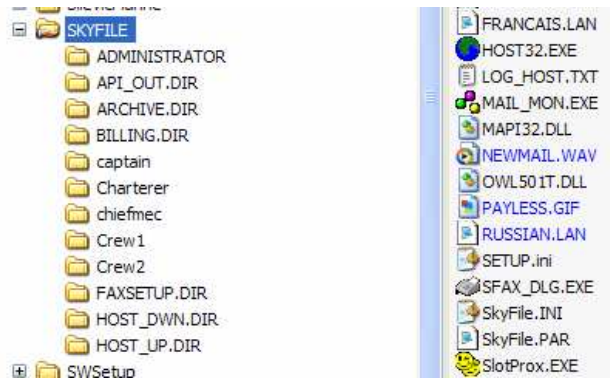 SKYFILE
ADMINISTRATOR
API_OUT.DIR
ARCHIVE.DIR
BILLING.DIR
captain
Charterer
chiefmec
Crew1
Crew2
FAXSETUP.DIR
HOST_DWN.DIR
HOST_UP.DIR
SWSetup
FRANCAIS.LAN
HOST32.EXE
LOG_HOST.TXT
MAIL_MON.EXE
MAPI32.DLL
NEWMAIL.WAV
OWL501T.DLL
PAYLESS.GIF
RUSSIAN.LAN
SETUP.ini
SFAX_DLG.EXE
SkyFile.INI
SkyFile.PAR
SlotProx.EXE